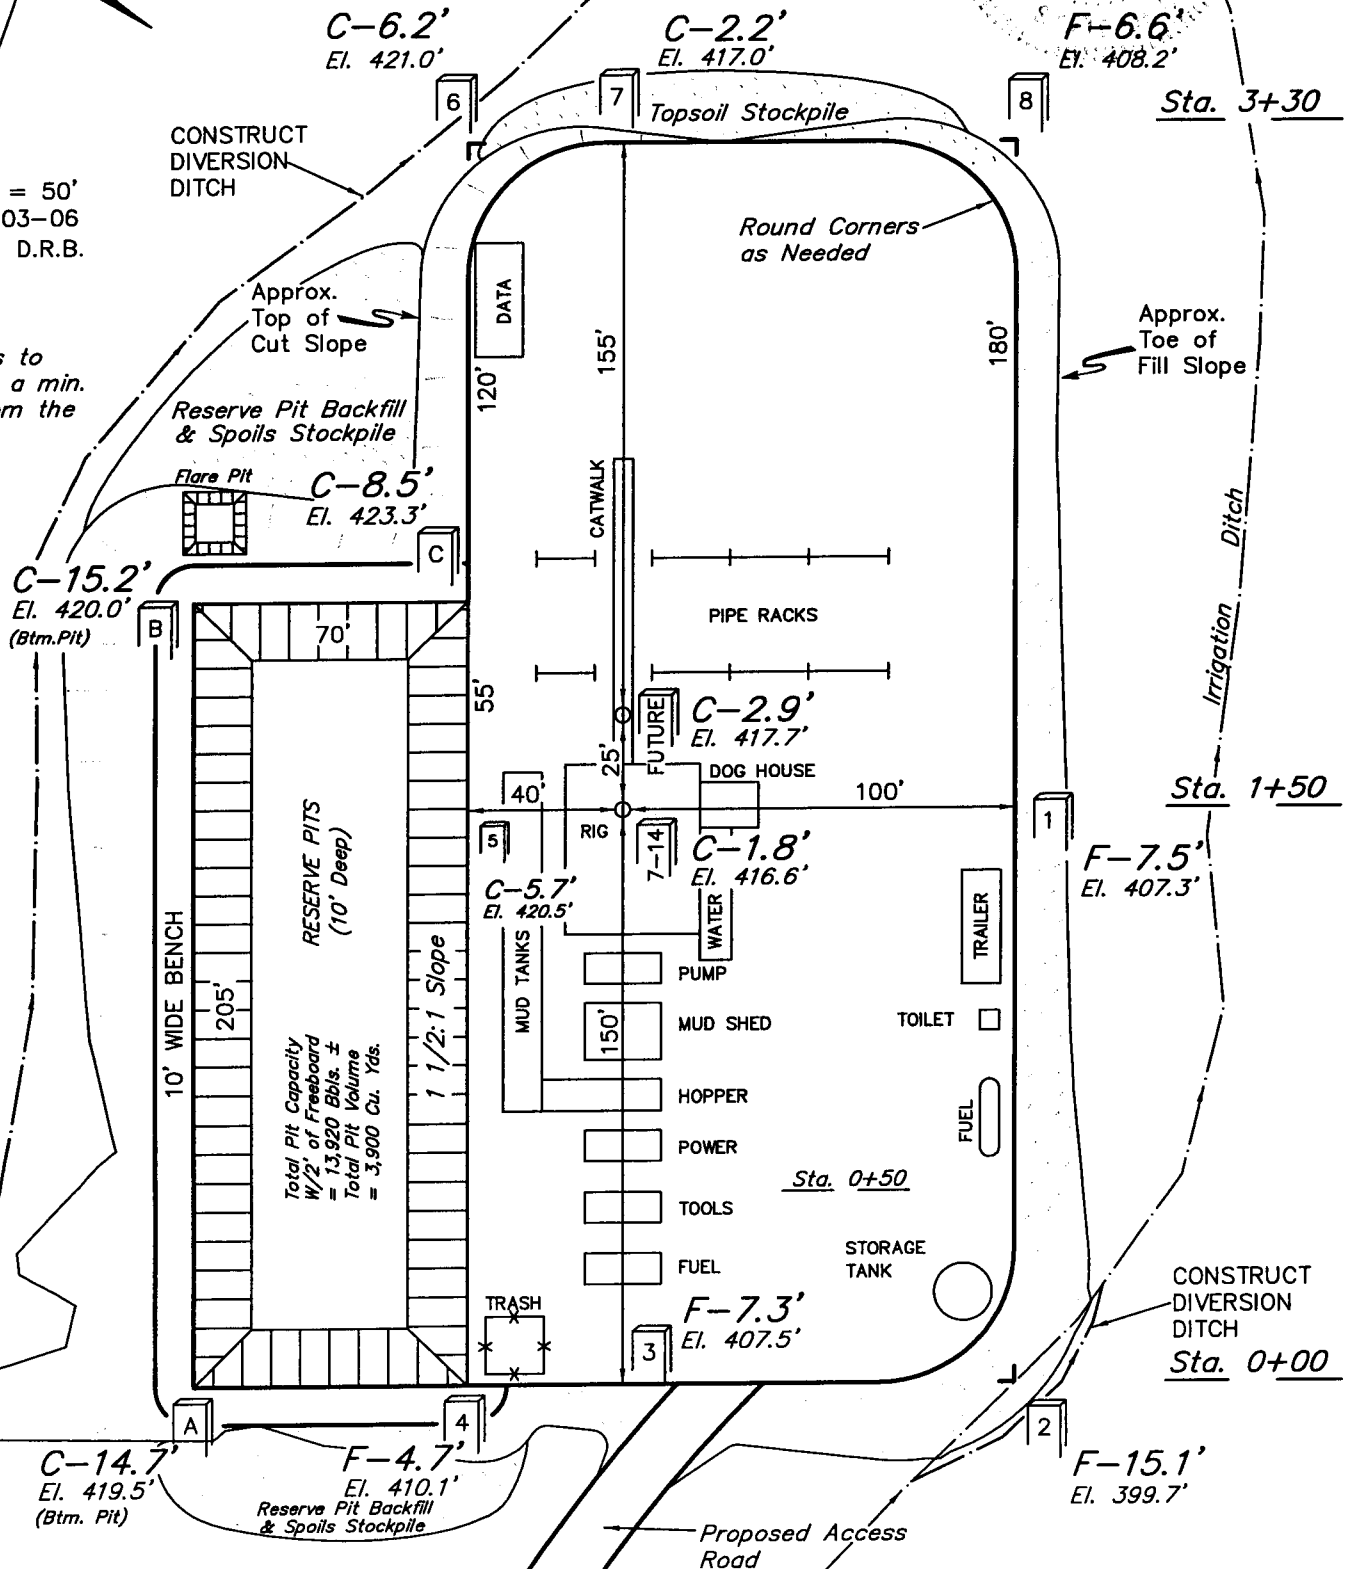 C-6.2'
El. 421.0'
C-2.2'
El. 417.0'
F-6.6'
El. 408.2'
6
7
8
Sta. 3+30
Topsoil Stockpile
CONSTRUCT
DIVERSION
DITCH
= 50'
03-06
D.R.B.
Round Corners
as Needed
Approx.
Top of
Cut Slope
DATA
155'
180'
Approx.
Toe of
Fill Slope
s to
a min.
m the
120'
Reserve Pit Backfill
& Spoils Stockpile
Flare Pit
C-8.5'
El. 423.3'
CATWALK
C
Irrigation Ditch
C-15.2'
El. 420.0'
(Btm.Pit)
B
70'
PIPE RACKS
55'
FUTURE
C-2.9'
El. 417.7'
25'
DOG HOUSE
40'
100'
Sta. 1+50
RIG
5
7-14
1
C-1.8'
El. 416.6'
F-7.5'
El. 407.3'
C-5.7'
El. 420.5'
RESERVE PITS
(10' Deep)
10' WIDE BENCH
205'
1 1/2:1 Slope
MUD TANKS
WATER
TRAILER
PUMP
MUD SHED
150'
TOILET
Total Pit Capacity
W/2' of Freeboard
= 13,920 Bbls. ±
Total Pit Volume
= 3,900 Cu. Yds.
HOPPER
FUEL
POWER
Sta. 0+50
TOOLS
STORAGE
TANK
FUEL
TRASH
F-7.3'
El. 407.5'
3
CONSTRUCT
DIVERSION
DITCH
Sta. 0+00
A
4
2
C-14.7'
El. 419.5'
(Btm. Pit)
F-4.7'
El. 410.1'
F-15.1'
El. 399.7'
Reserve Pit Backfill
& Spoils Stockpile
Proposed Access
Road